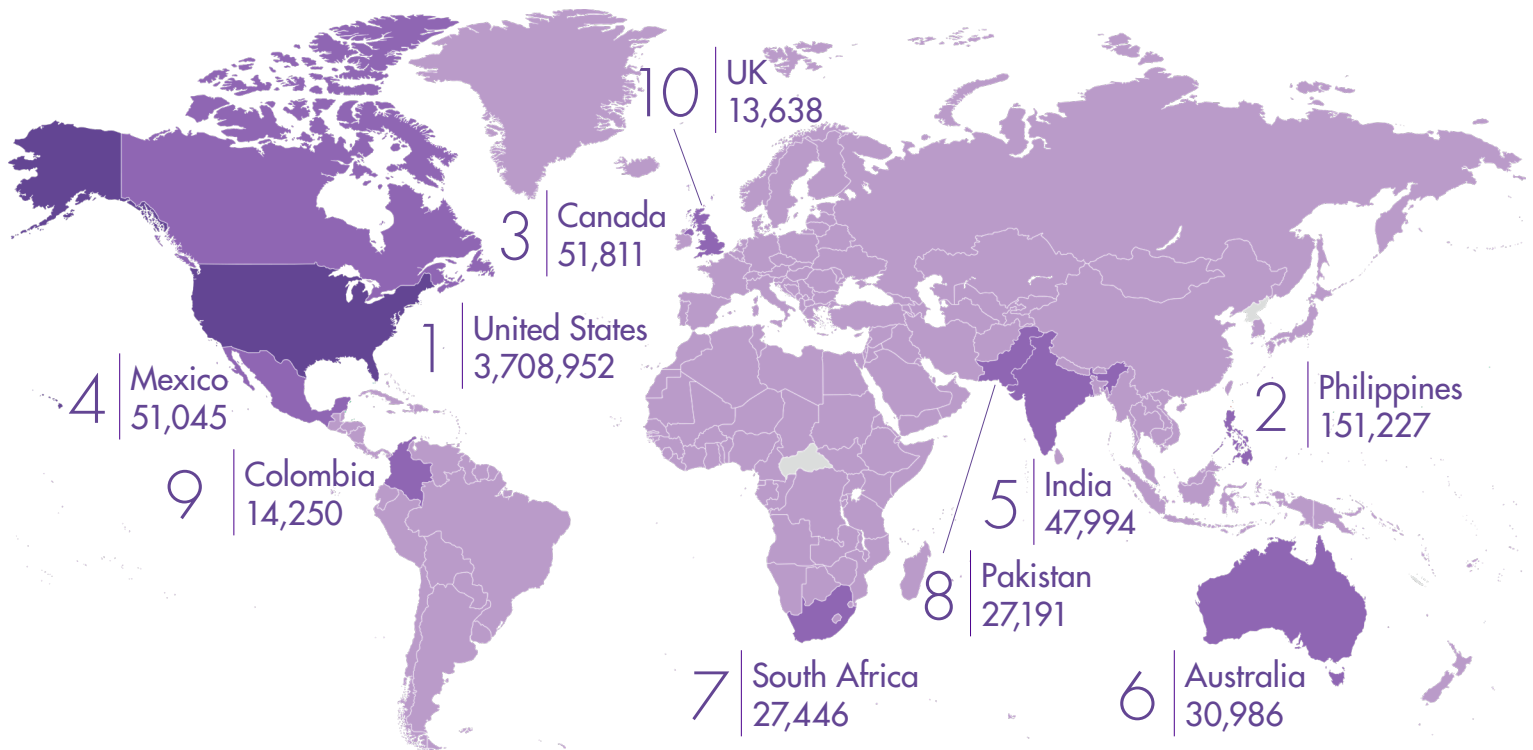 10
UK
13,638
3
Canada
51,811
1
United States
3,708,952
4
Mexico
51,045
2
Philippines
151,227
9
Colombia
14,250
5
India
47,994
8
Pakistan
27,191
7
South Africa
27,446
6
Australia
30,986